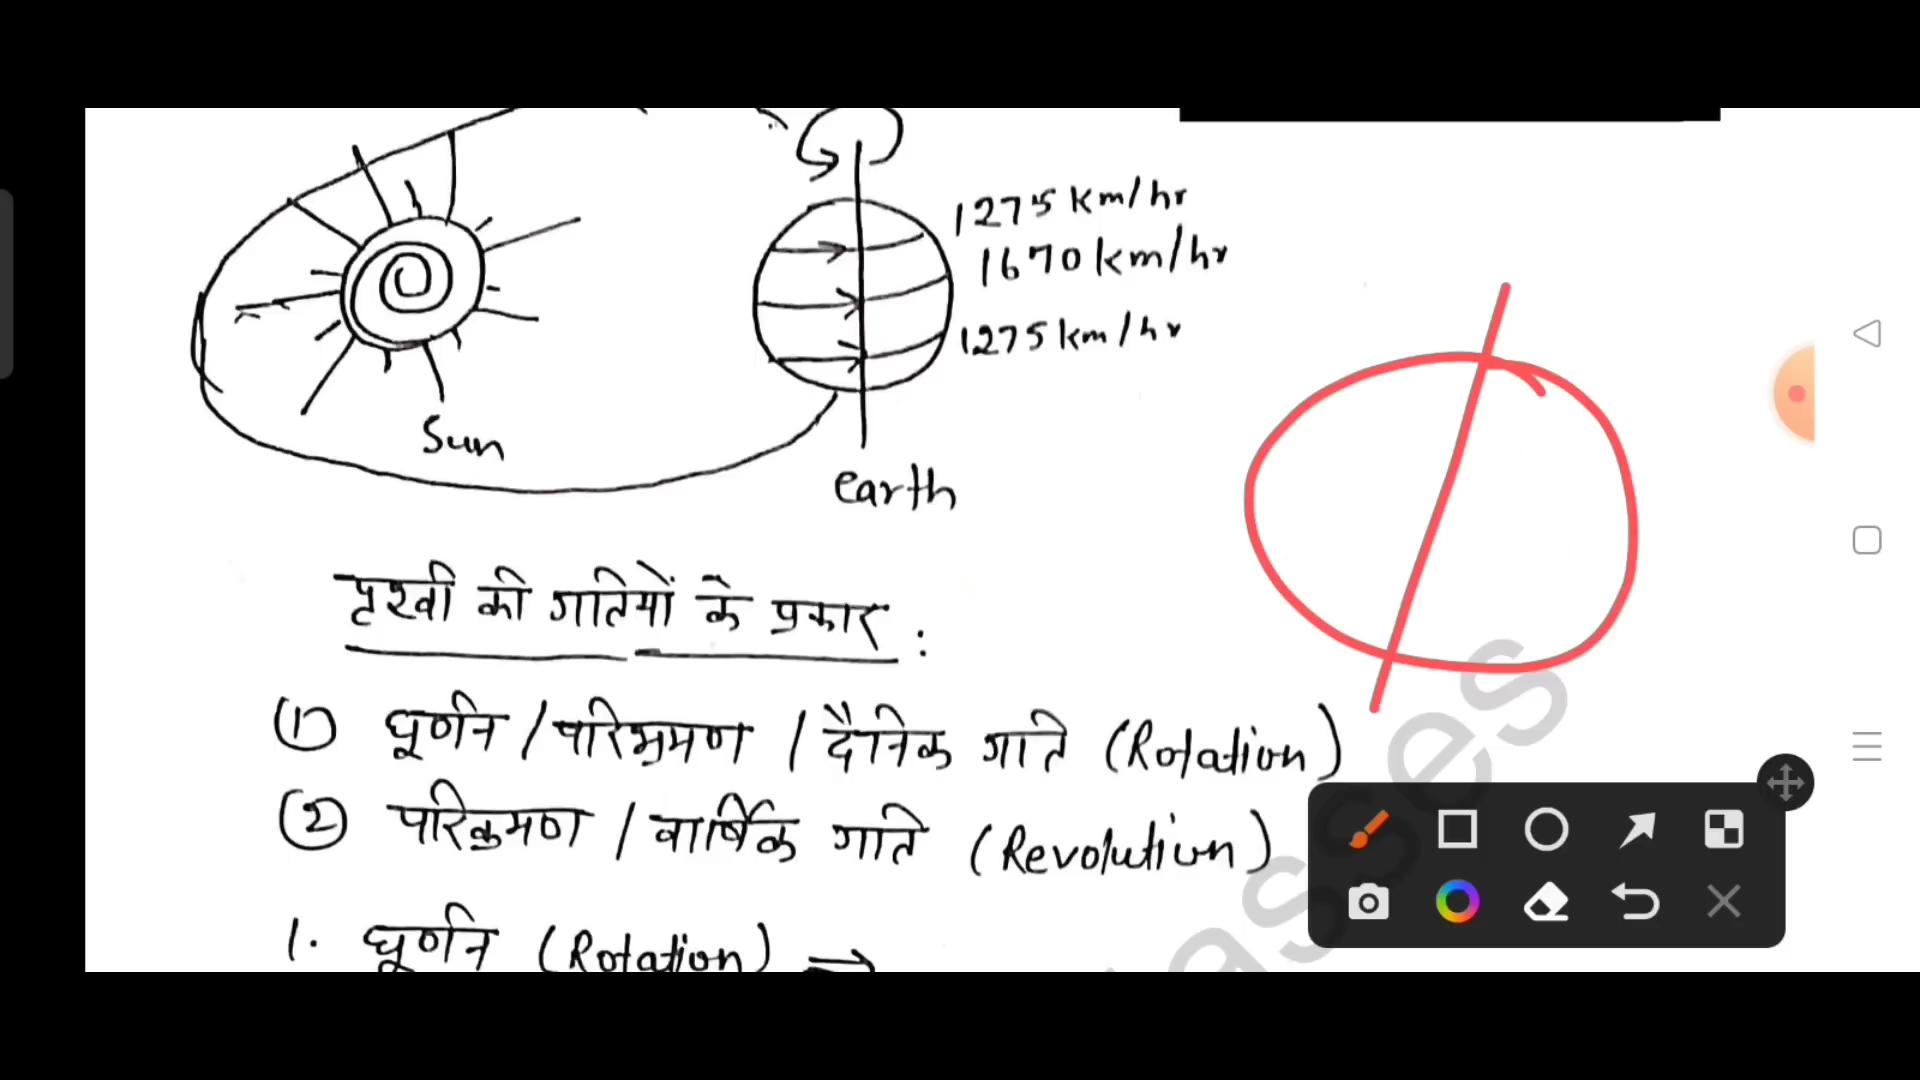 1275 km/hr
1670 km/hr
1275 km/hr
Sun
earth
पृथ्वी की गतियों के प्रकार :
(1) घूर्णन / परिभ्रमण / दैनिक गति (Rotation)
(2) परिक्रमण / वार्षिक गति (Revolution)
1. घूर्णन (Rotation) →
asses